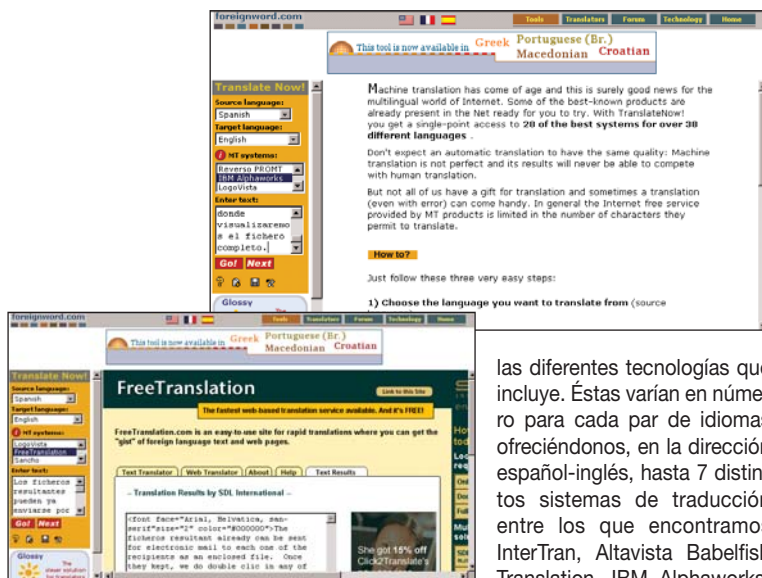 foreignword.com
Tools Translators Forum Technology Home
This tool is now available in Greek Portuguese (Br.)
Macedonian Croatian
Translate Now!
Source language:
Spanish
Target language:
English
MT systems:
Reverso PROMT
IBM Alphaworks
LogoVista
Enter text:
donde
visualizaremo
s el fichero
completo.
Go! Next
Glossy
The
Machine translation has come of age and this is surely good news for the
multilingual world of Internet. Some of the best-known products are
already present in the Net ready for you to try. With TranslateNow!
you get a single-point access to 28 of the best systems for over 38
different languages .
Don't expect an automatic translation to have the same quality: Machine
translation is not perfect and its results will never be able to compete
with human translation.
But not all of us have a gift for translation and sometimes a translation
(even with error) can come handy. In general the Internet free service
provided by MT products is limited in the number of characters they
permit to translate.
How to?
Just follow these three very easy steps:
1) Choose the language you want to translate from (source
foreignword.com
Tools Translators Forum Technology Home
This tool is now available in Greek Portuguese (Br.)
Macedonian Croatian
Translate Now!
Source language:
Spanish
Target language:
English
MT systems:
LogoVista
FreeTranslation
Sancho
Enter text:
Los ficheros
resultantes
pueden ya
enviarse por
Go! Next
Glossy
The
clever solution
for translators
FreeTranslation
Link to this Site
The fastest web-based translation service available. And it's FREE!
FreeTranslation.com is an easy-to-use site for rapid translations where you can get the
"gist" of foreign language text and web pages.
Text Translator Web Translator About Help Text Results
– Translation Results by SDL International –
<font face="Arial, Helvatica, san-
serif"size="2" color="#000000">The
ficheros resultant already can be sent
for electronic mail to each one of the
recipients as an enclosed file. Once
they kept, we do double clic in any of
She got 15% off
Click2Translate's
las diferentes tecnologías que
incluye. Éstas varían en núme
ro para cada par de idiomas
ofreciéndonos, en la dirección
español-inglés, hasta 7 distin
tos sistemas de traducción
entre los que encontramos
InterTran, Altavista Babelfish
Translation, IBM Alphaworks